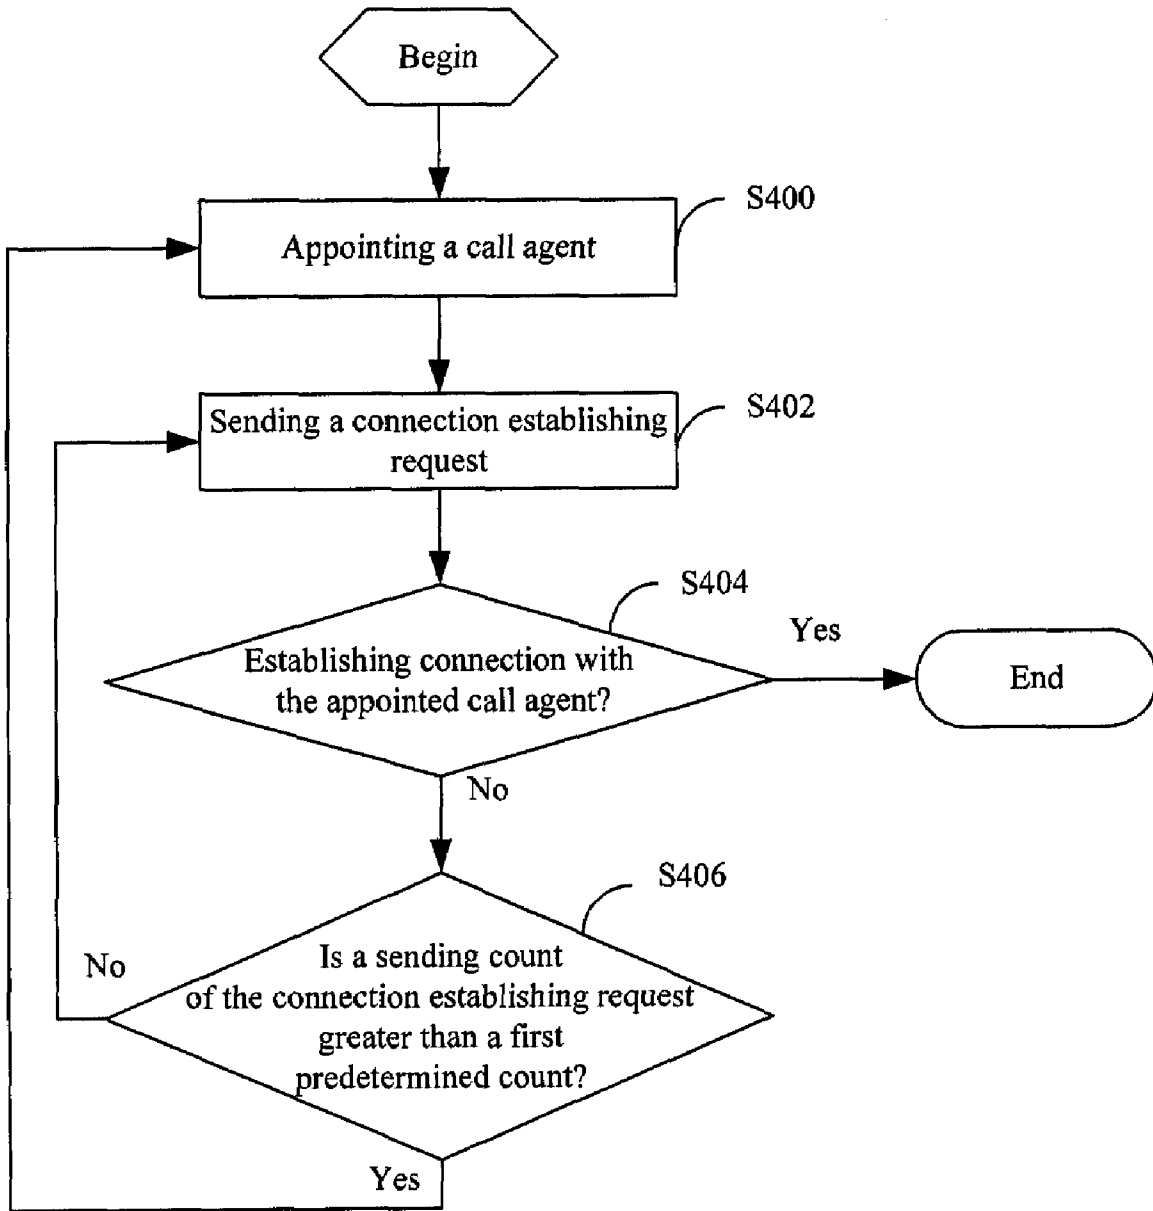 Begin
S400
Appointing a call agent
S402
Sending a connection establishing
request
S404
Yes
Establishing connection with
the appointed call agent?
End
No
S406
No
Is a sending count
of the connection establishing request
greater than a first
predetermined count?
Yes